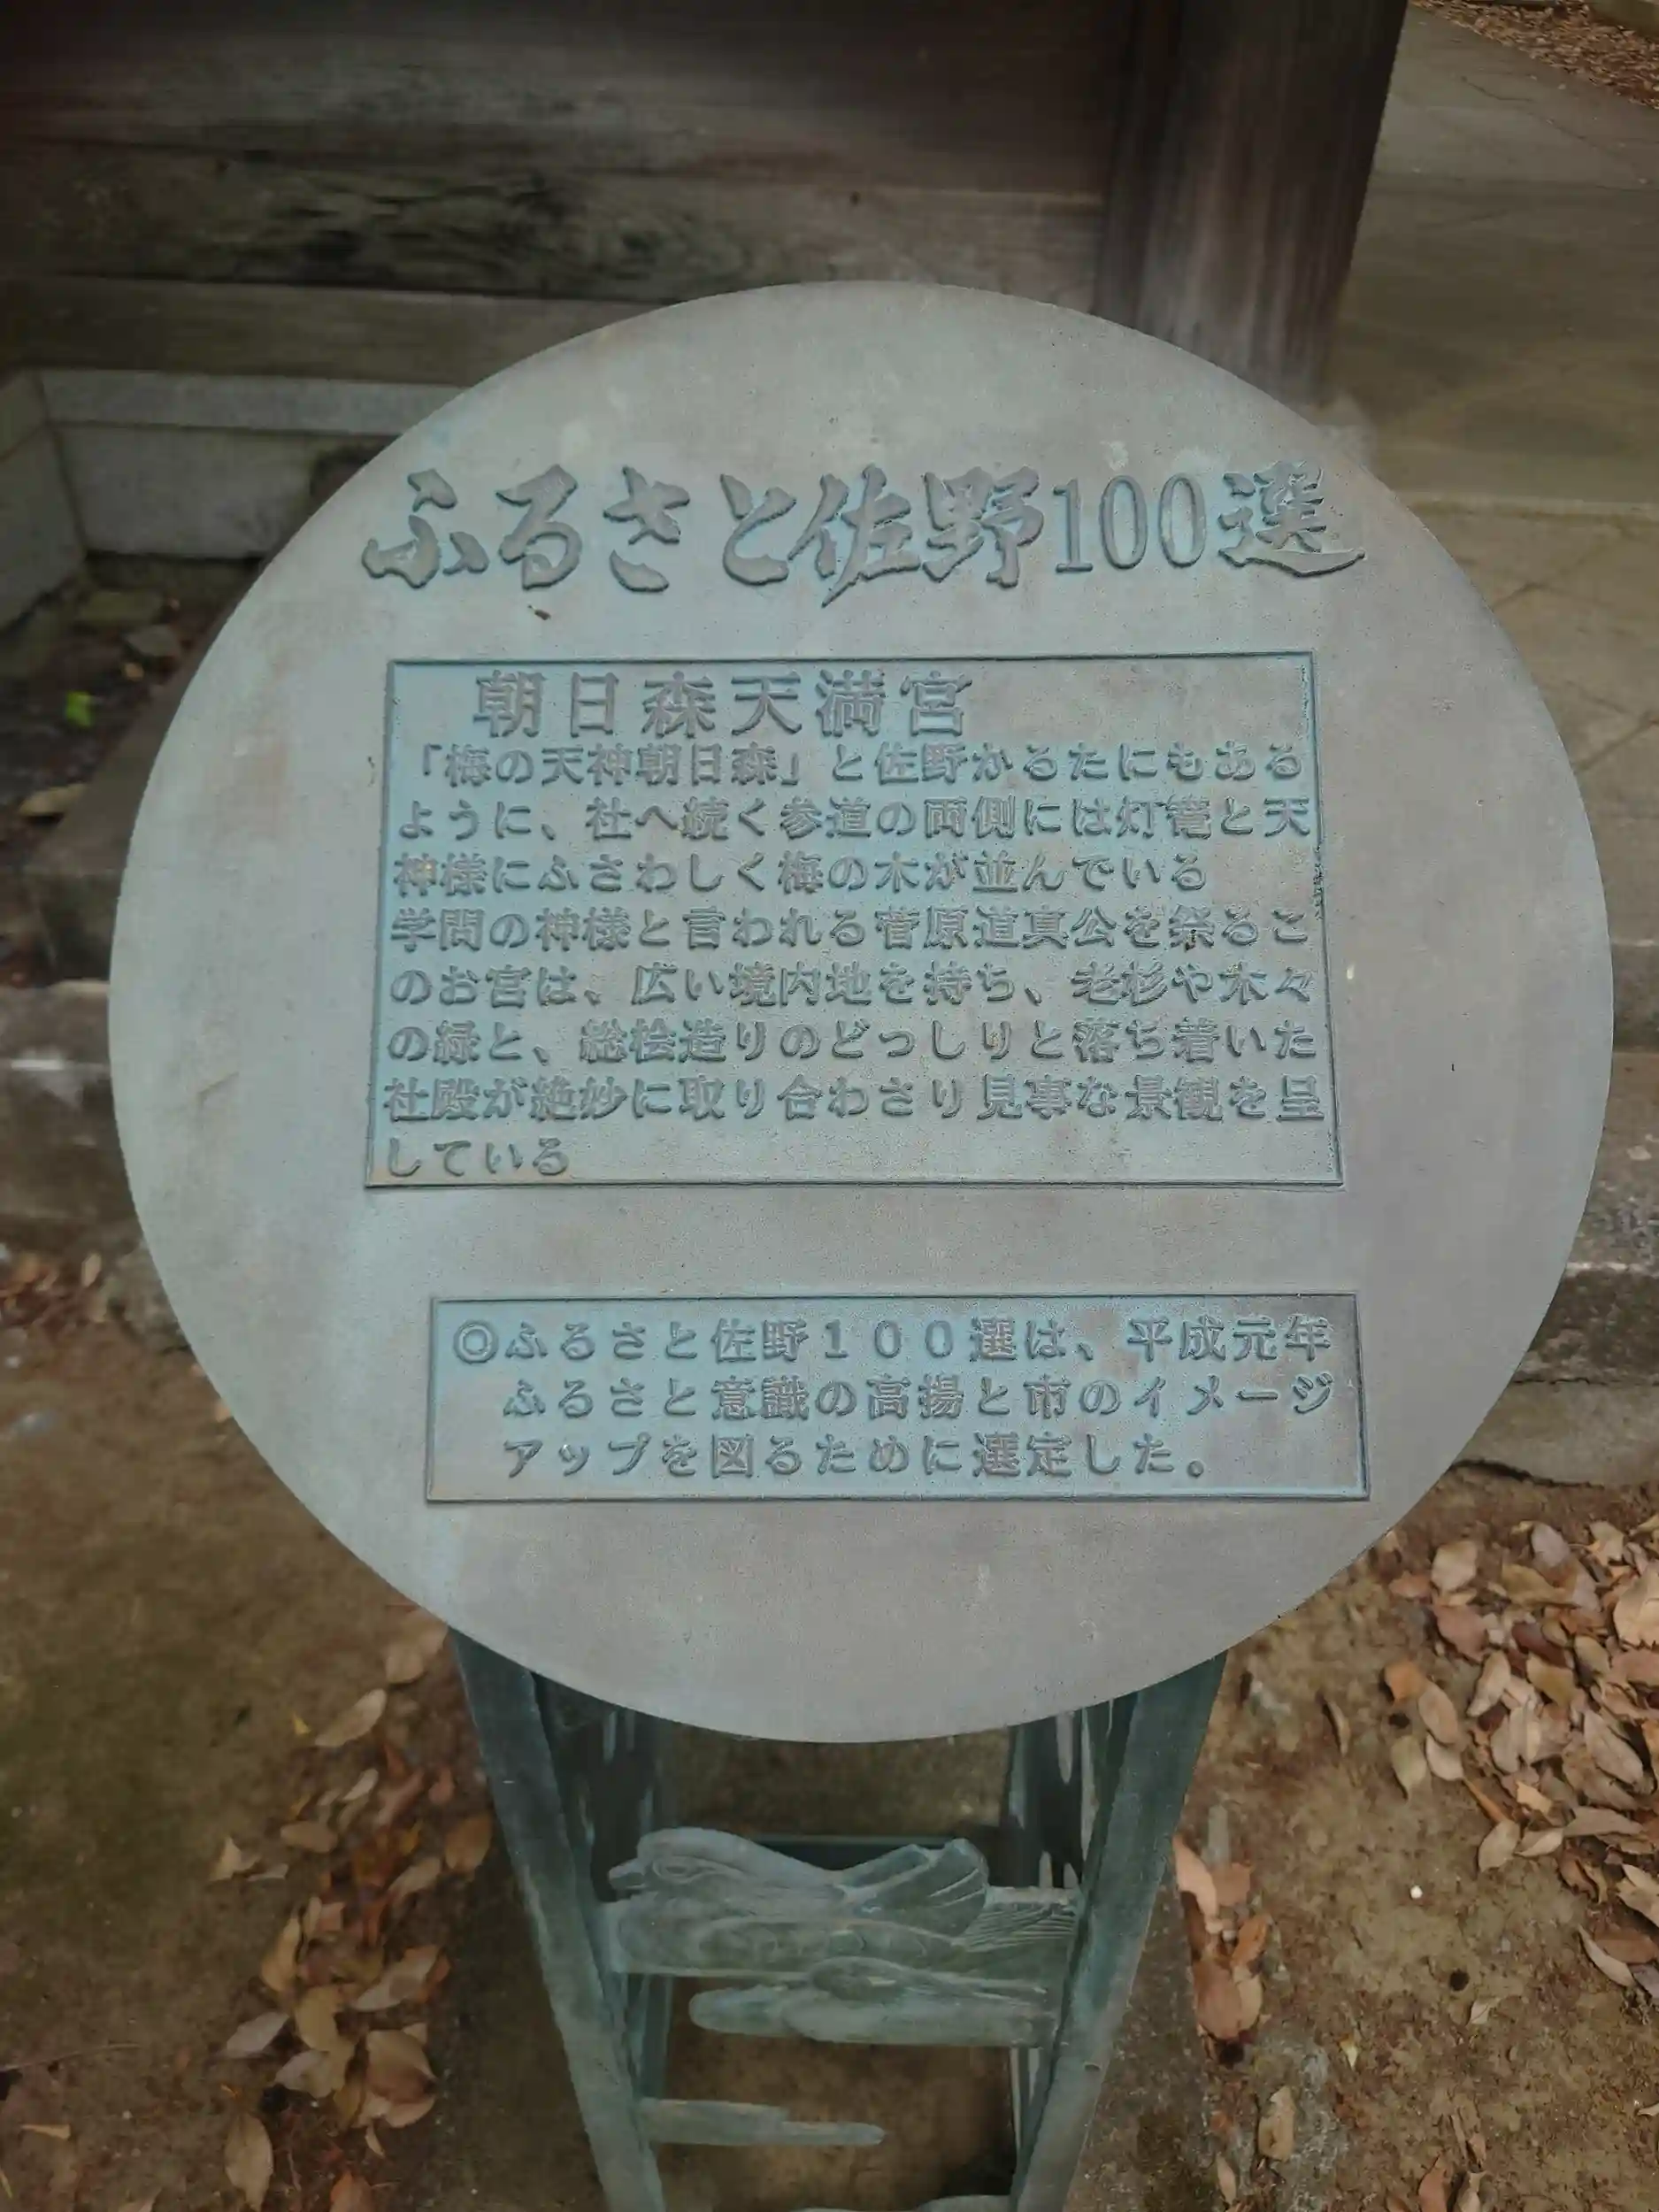 ふるさと佐野100選
朝日森天満宮
「梅の天神朝日森」と佐野かるたにもある
ように、社へ続く参道の両側には灯篭と天
神様にふさわしく梅の木が並んでいる
学問の神様と言われる菅原道真公を祭るこ
のお宮は、広い境内地を持ち、老杉や木々
の緑と、総桧造りのどっしりと落ち着いた
社殿が絶妙に取り合わさり見事な景観を呈
している
◎ふるさと佐野１００選は、平成元年
ふるさと意識の高揚と市のイメージ
アップを図るために選定した。